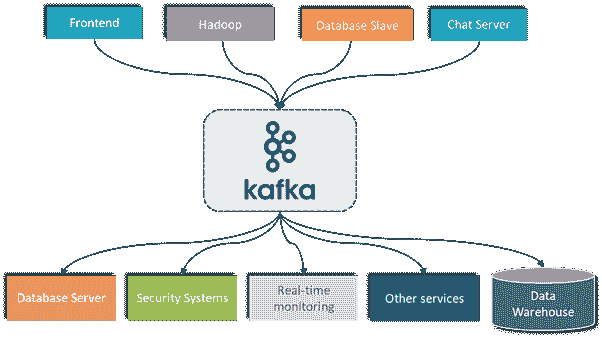 Frontend
Hadoop
Database Slave
Chat Server
kafka
Database Server
Security Systems
Real-time
monitoring
Other services
Data
Warehouse